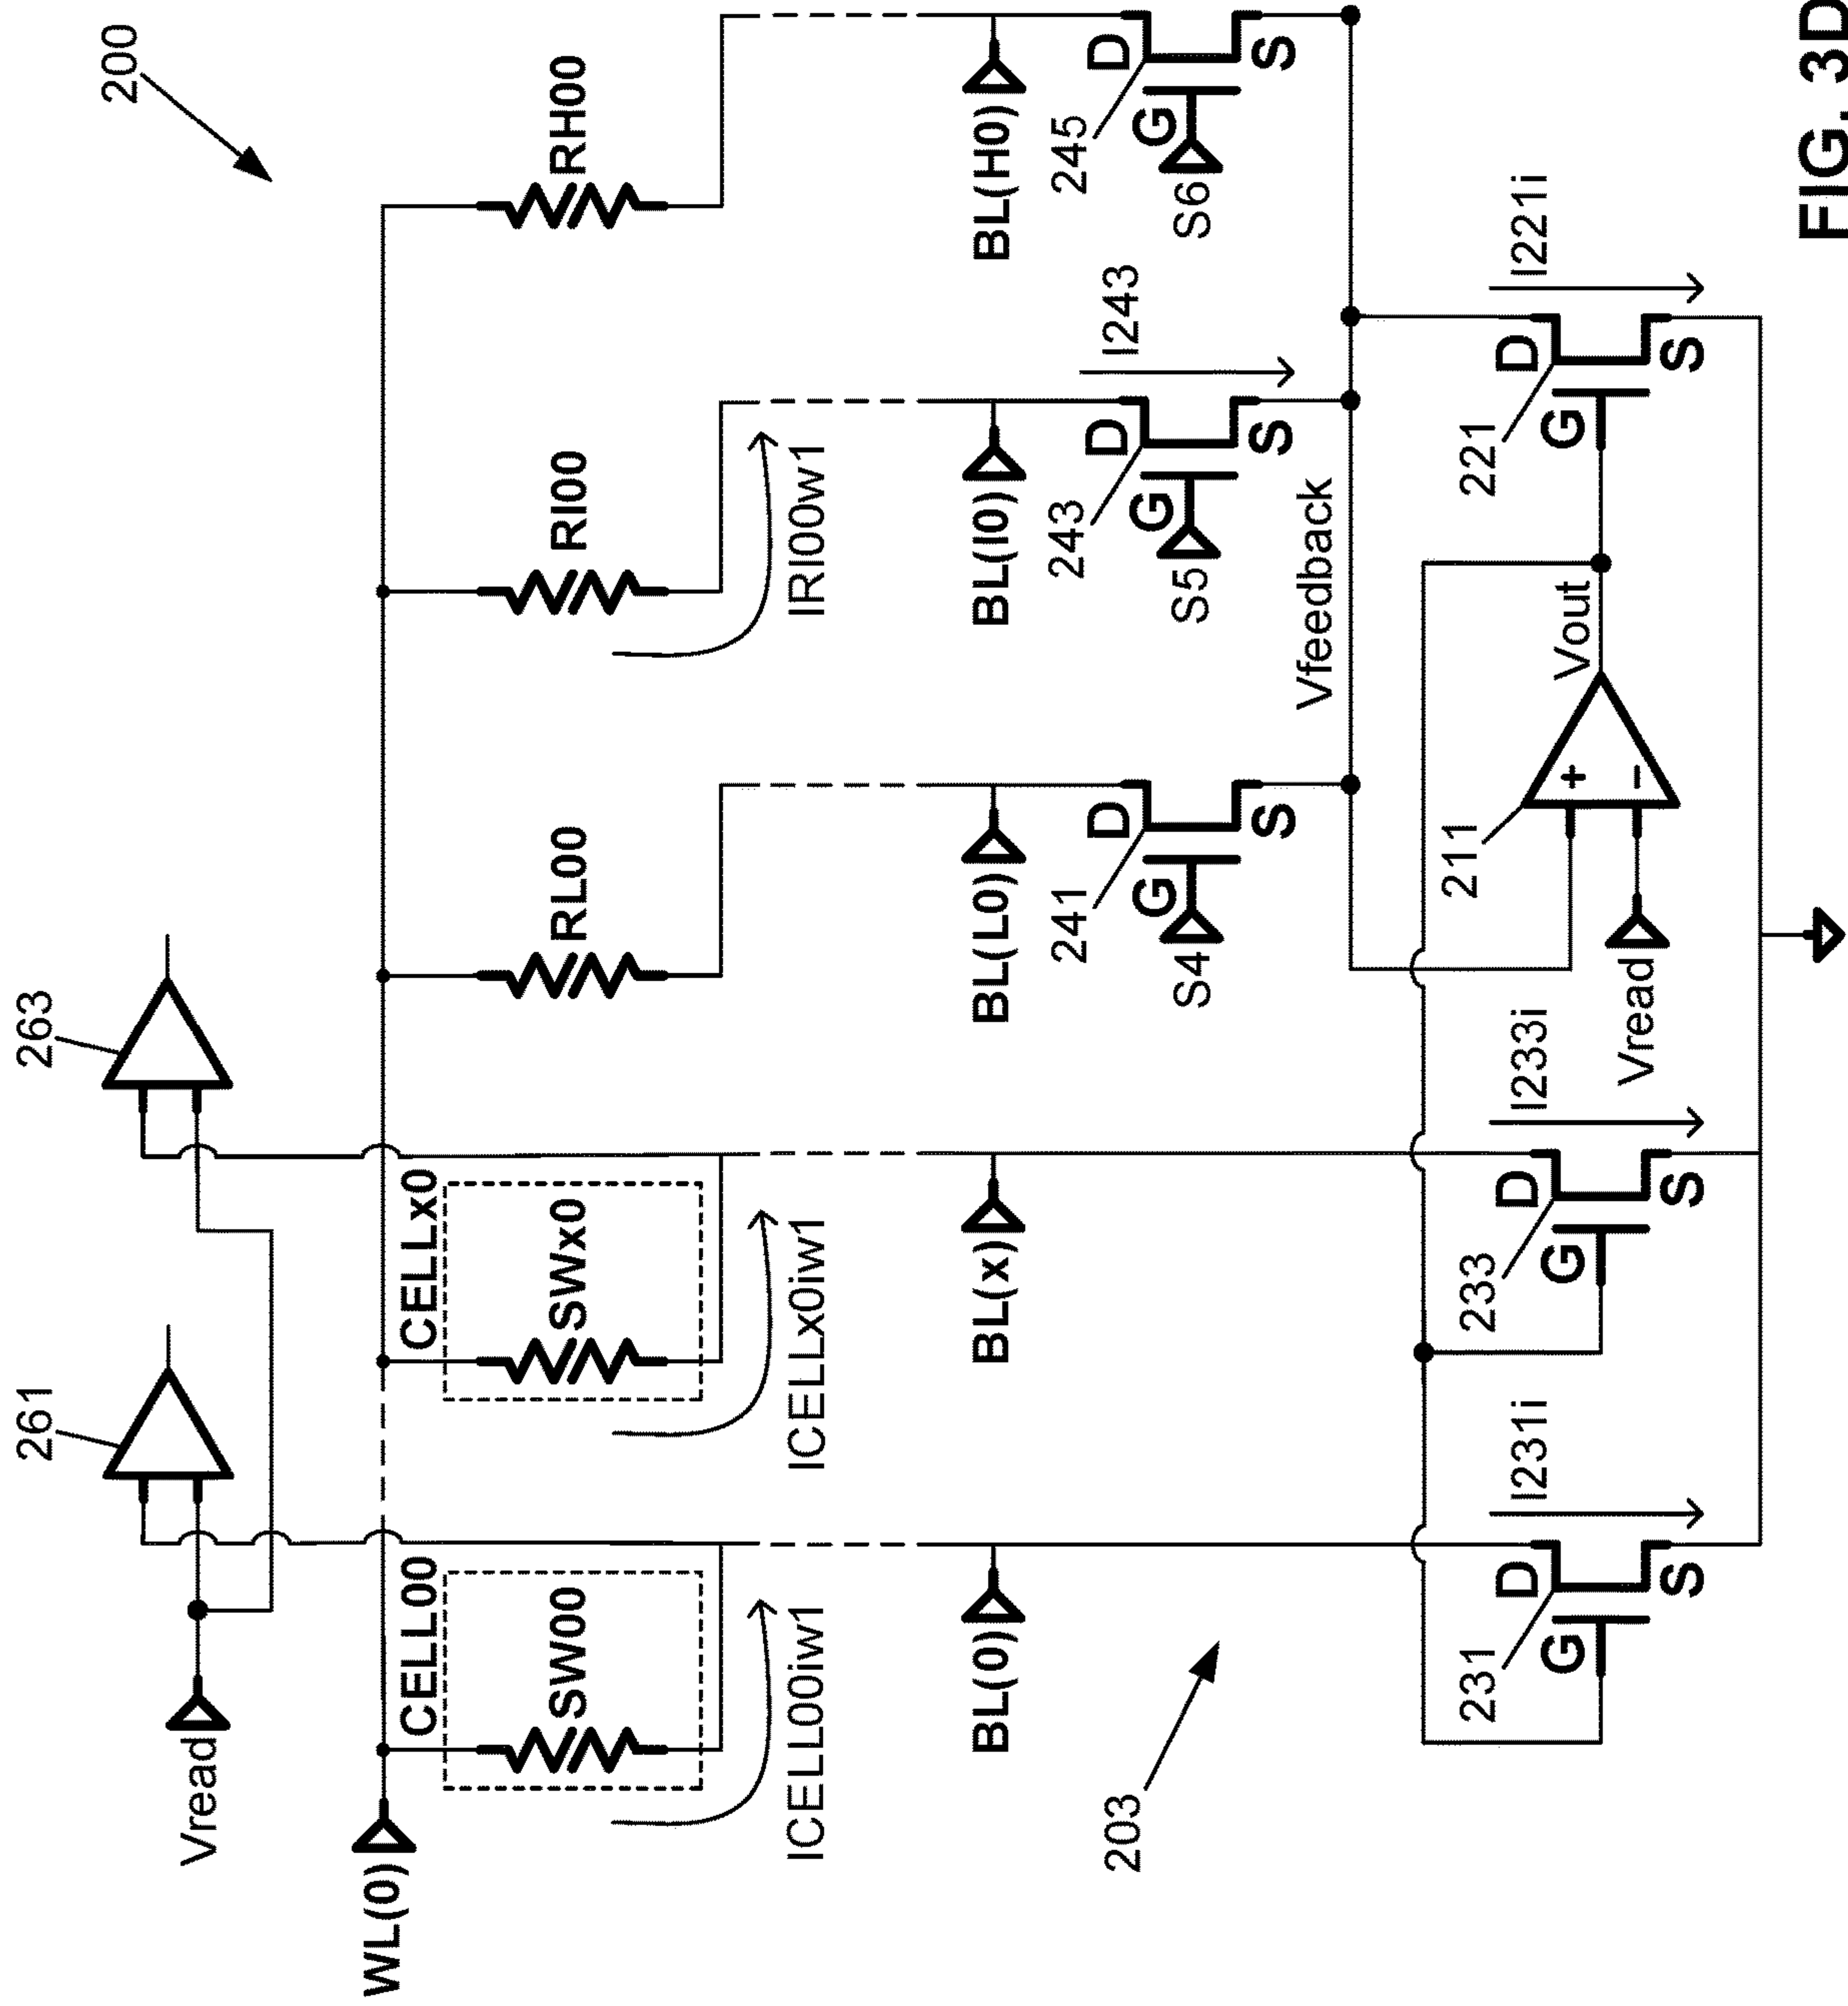 200
263
261
Vread
WL(0)
CELL00
SW00
CELLx0
SWx0
RL00
RI00
RH00
ICELL00iw1
ICELLx0iw1
IRI00w1
BL(0)
BL(x)
BL(L0)
BL(I0)
BL(H0)
203
241
D
G
S
S4
243
D
G
S
S5
I243
245
D
G
S
S6
Vfeedback
231
D
G
S
I231i
233
D
G
S
I233i
211
+
−
Vread
Vout
221
D
G
S
I221i
FIG. 3D